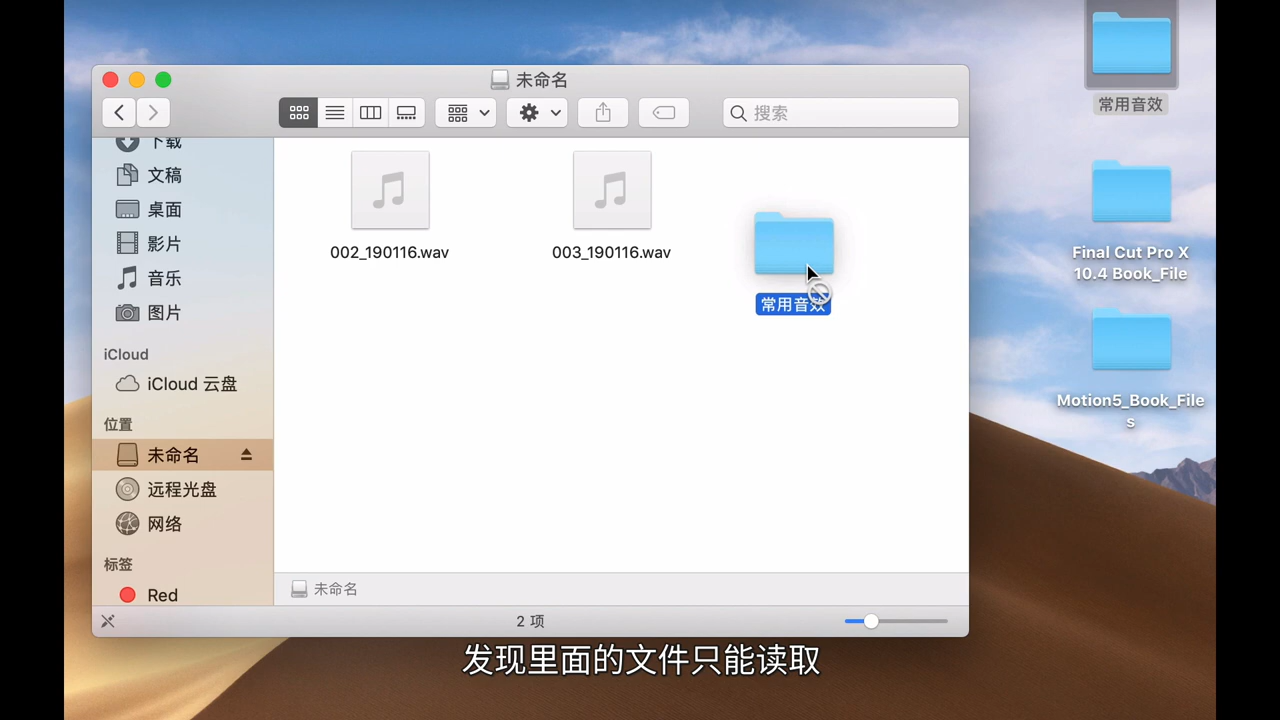 未命名
搜索
常用音效
下载
文稿
桌面
影片
音乐
图片
iCloud
iCloud 云盘
位置
未命名
远程光盘
网络
标签
Red
002_190116.wav
003_190116.wav
常用音效
Final Cut Pro X
10.4 Book_File
Motion5_Book_File
s
未命名
2 项
发现里面的文件只能读取